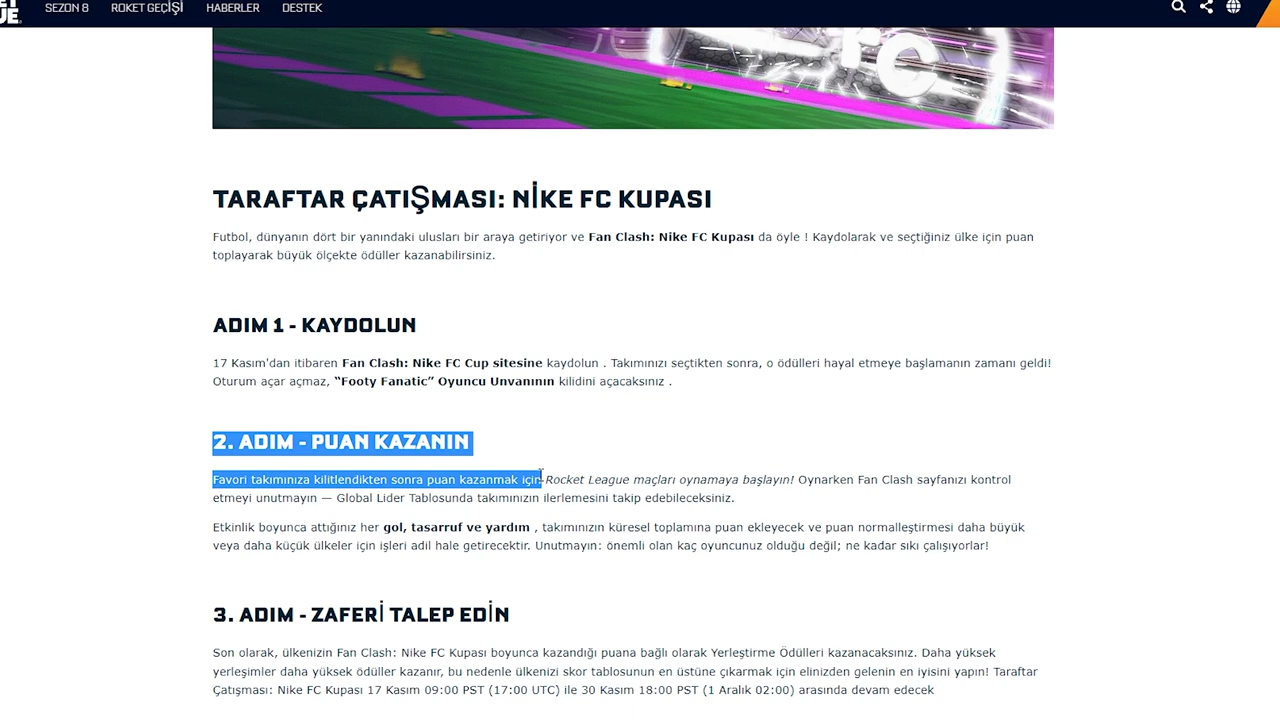 SEZON 8 ROKET GEÇİŞİ HABERLER DESTEK
FC
TARAFTAR ÇATIŞMASI: NİKE FC KUPASI
Futbol, dünyanın dört bir yanındaki ulusları bir araya getiriyor ve Fan Clash: Nike FC Kupası da öyle ! Kaydolarak ve seçtiğiniz ülke için puan
toplayarak büyük ölçekte ödüller kazanabilirsiniz.
ADIM 1 - KAYDOLUN
17 Kasım'dan itibaren Fan Clash: Nike FC Cup sitesine kaydolun . Takımınızı seçtikten sonra, o ödülleri hayal etmeye başlamanın zamanı geldi!
Oturum açar açmaz, “Footy Fanatic” Oyuncu Unvanının kilidini açacaksınız .
2. ADIM - PUAN KAZANIN
Favori takımınıza kilitlendikten sonra puan kazanmak için Rocket League maçları oynamaya başlayın! Oynarken Fan Clash sayfanızı kontrol
etmeyi unutmayın — Global Lider Tablosunda takımınızın ilerlemesini takip edebileceksiniz.
Etkinlik boyunca attığınız her gol, tasarruf ve yardım , takımınızın küresel toplamına puan ekleyecek ve puan normalleştirmesi daha büyük
veya daha küçük ülkeler için işleri adil hale getirecektir. Unutmayın: önemli olan kaç oyuncunuz olduğu değil; ne kadar sıkı çalışıyorlar!
3. ADIM - ZAFERİ TALEP EDİN
Son olarak, ülkenizin Fan Clash: Nike FC Kupası boyunca kazandığı puana bağlı olarak Yerleştirme Ödülleri kazanacaksınız. Daha yüksek
yerleşimler daha yüksek ödüller kazanır, bu nedenle ülkenizi skor tablosunun en üstüne çıkarmak için elinizden gelenin en iyisini yapın! Taraftar
Çatışması: Nike FC Kupası 17 Kasım 09:00 PST (17:00 UTC) ile 30 Kasım 18:00 PST (1 Aralık 02:00) arasında devam edecek